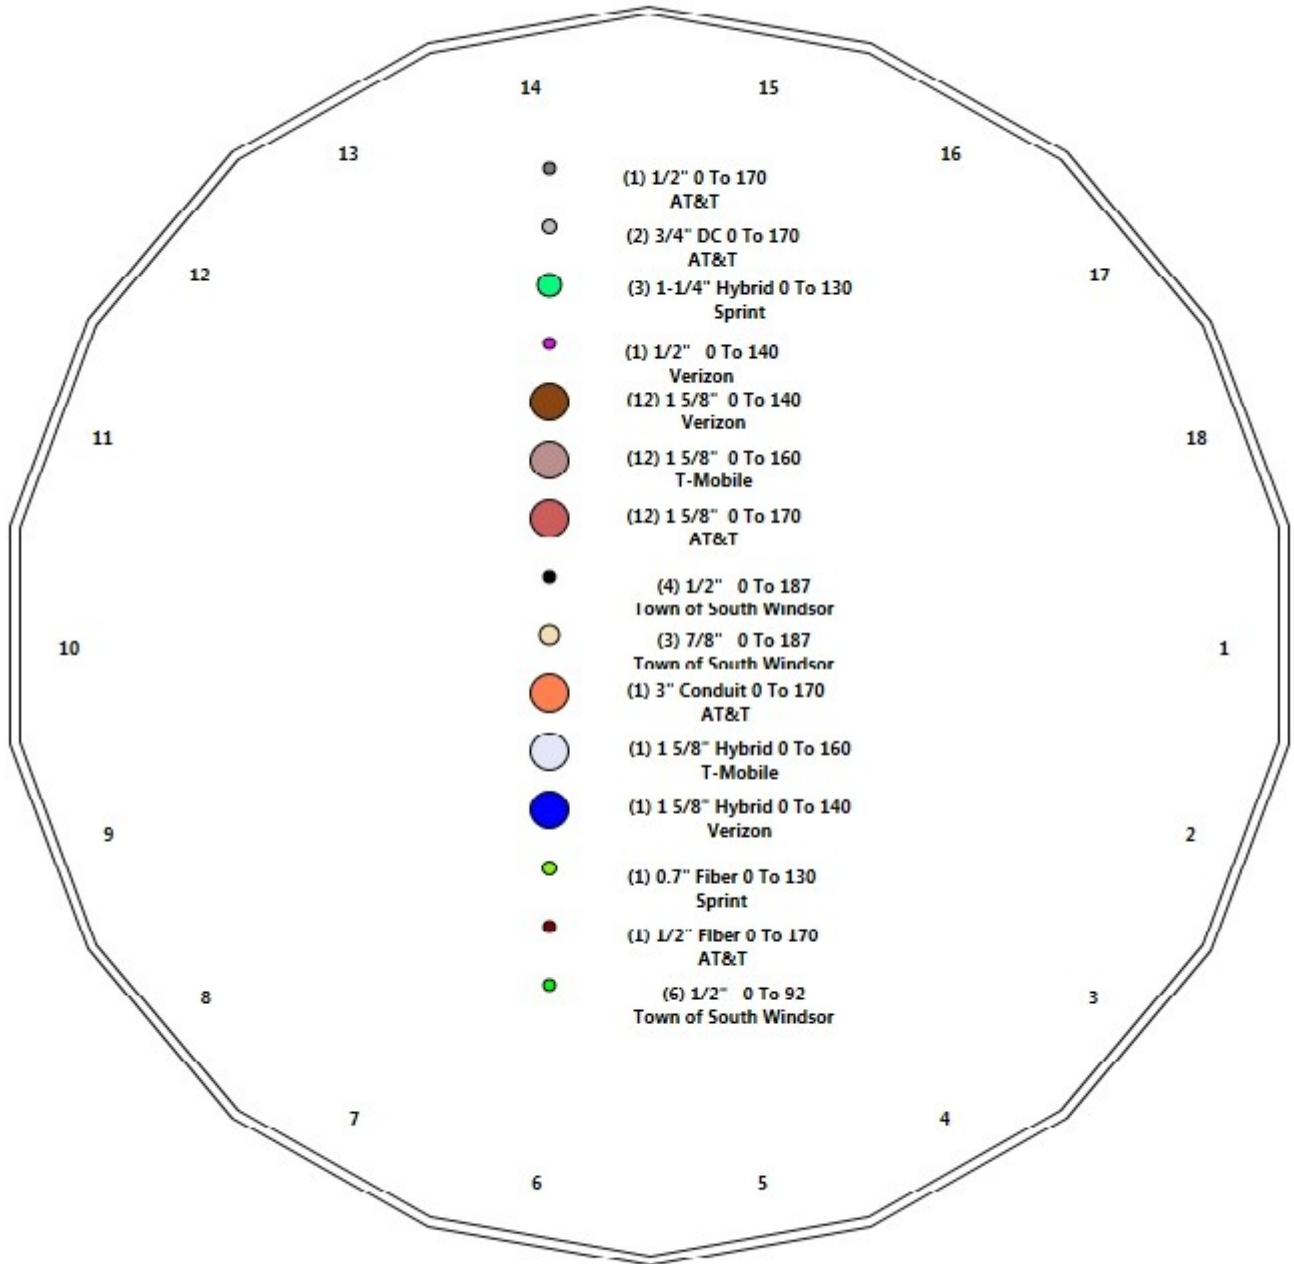 14
15
13
16
(1) 1/2" 0 To 170
AT&T
(2) 3/4" DC 0 To 170
AT&T
12
17
(3) 1-1/4" Hybrid 0 To 130
Sprint
(1) 1/2" 0 To 140
Verizon
(12) 1 5/8" 0 To 140
Verizon
11
18
(12) 1 5/8" 0 To 160
T-Mobile
(12) 1 5/8" 0 To 170
AT&T
(4) 1/2" 0 To 187
Town of South Windsor
10
1
(3) 7/8" 0 To 187
Town of South Windsor
(1) 3" Conduit 0 To 170
AT&T
(1) 1 5/8" Hybrid 0 To 160
T-Mobile
(1) 1 5/8" Hybrid 0 To 140
Verizon
9
2
(1) 0.7" Fiber 0 To 130
Sprint
(1) 1/2" Fiber 0 To 170
AT&T
8
3
(6) 1/2" 0 To 92
Town of South Windsor
7
4
6
5